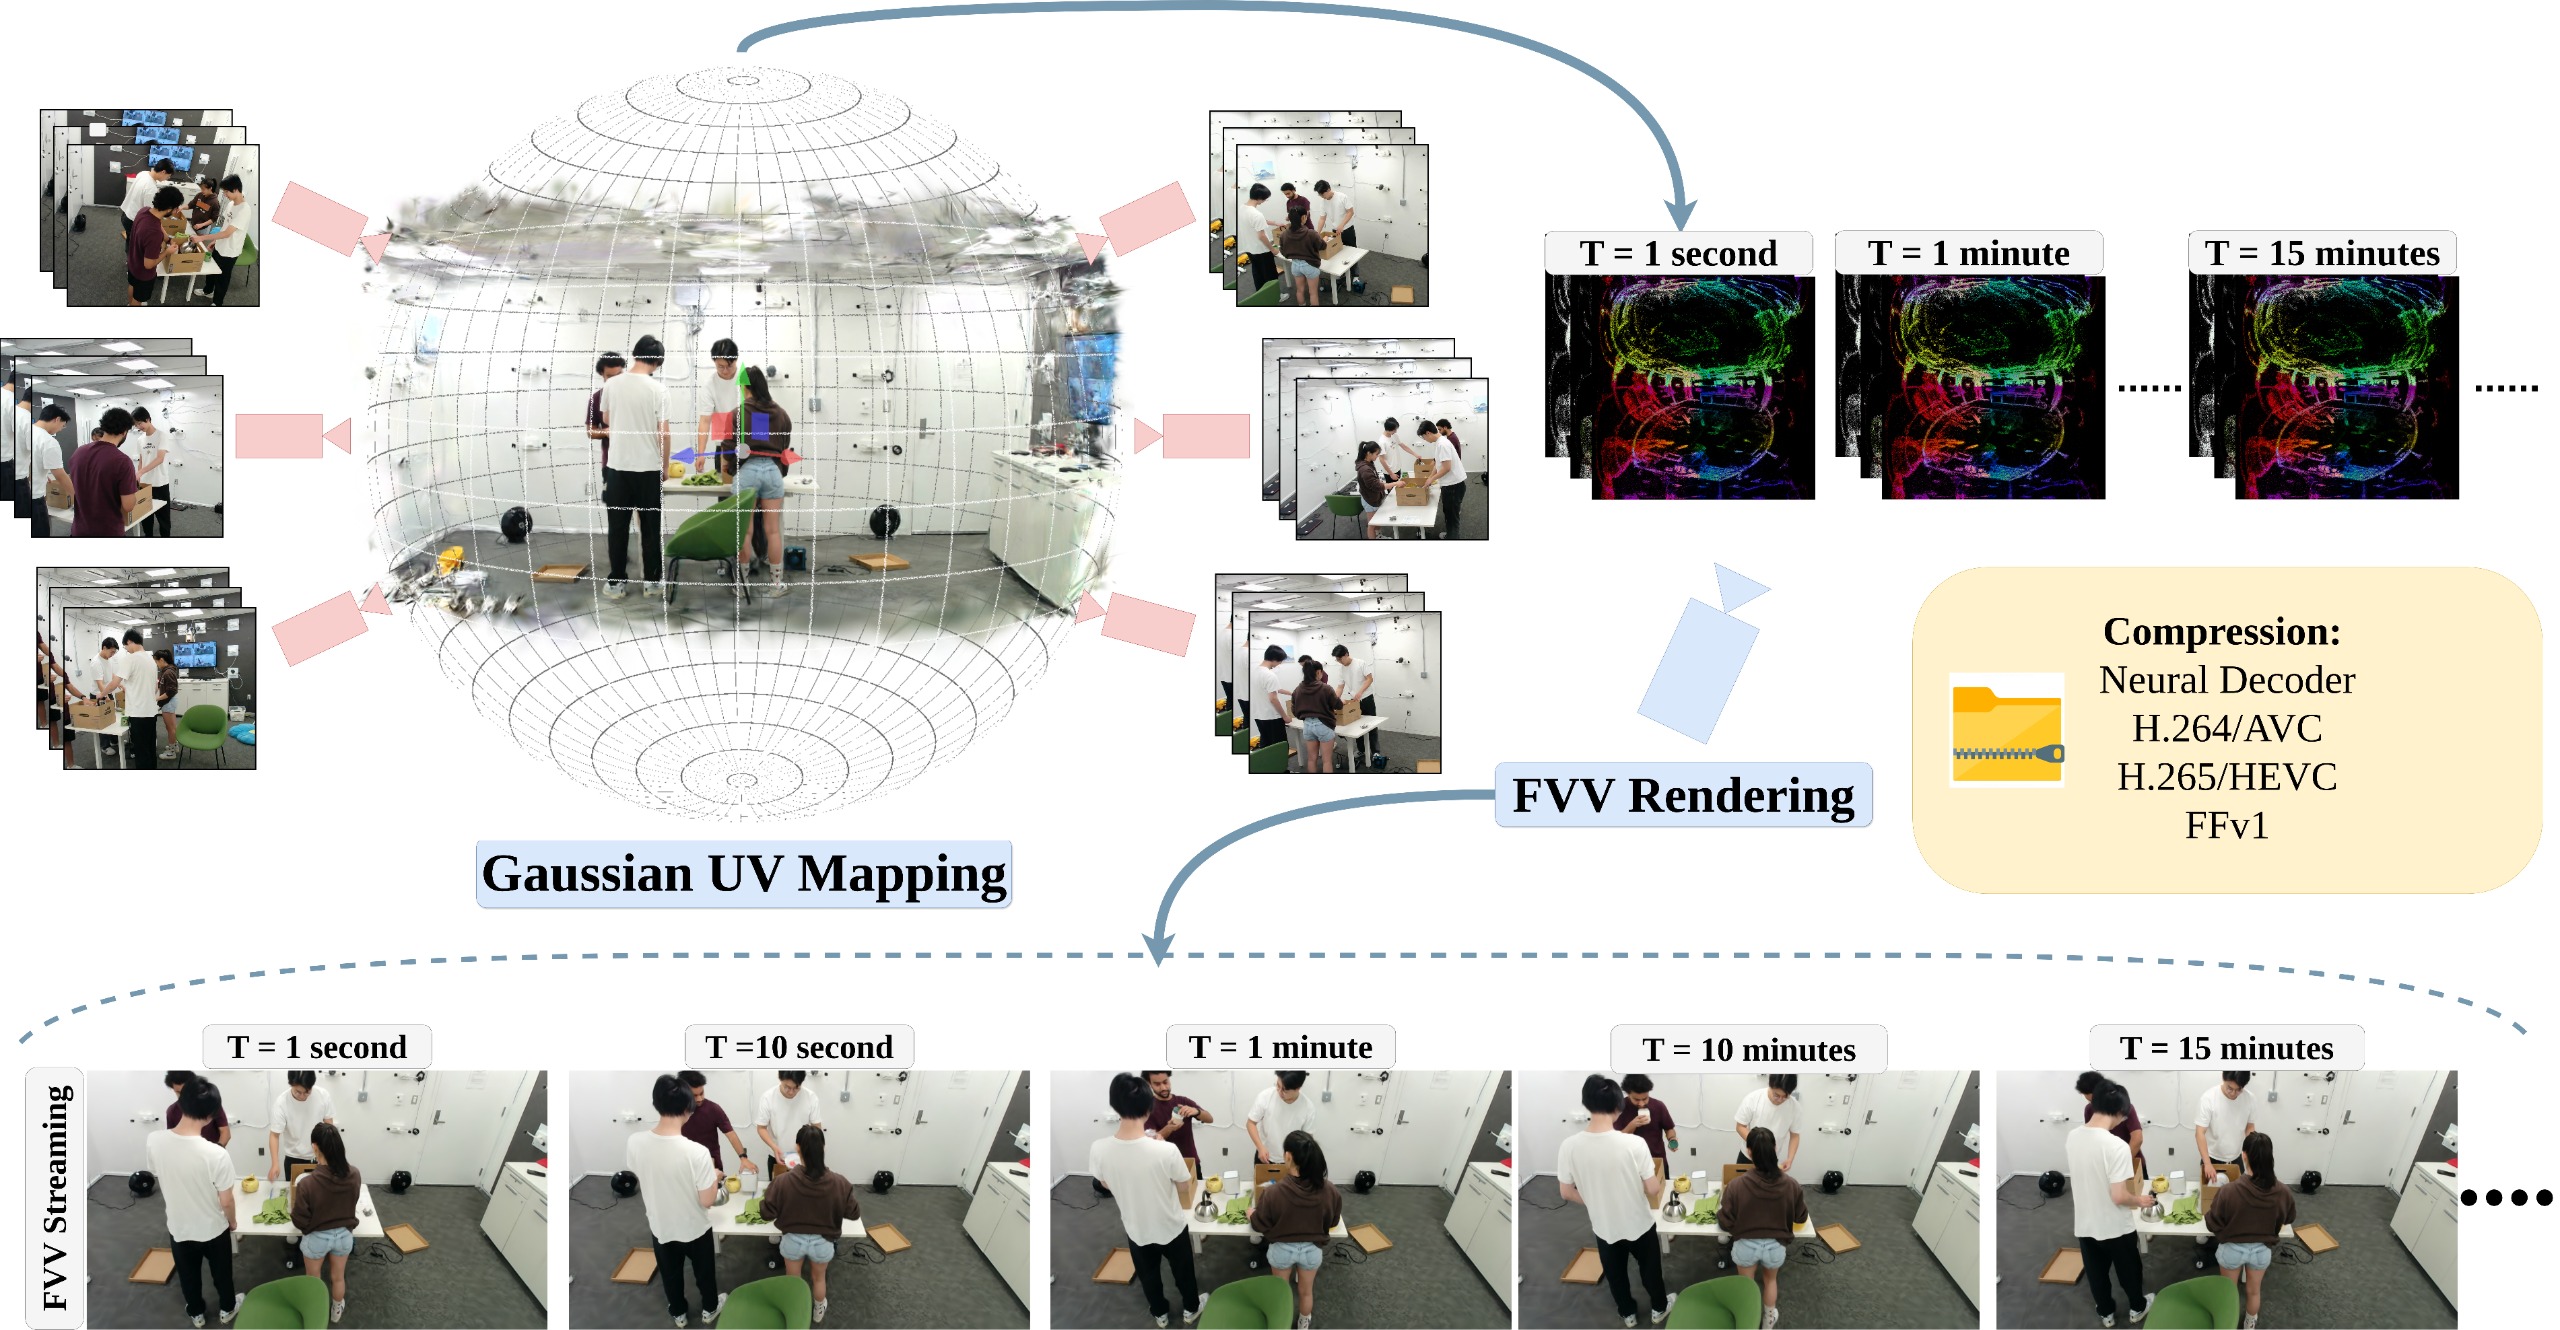 T = 1 second
T = 1 minute
T = 15 minutes
Compression:
Neural Decoder
H.264/AVC
H.265/HEVC
FFv1
FVV Rendering
Gaussian UV Mapping
T = 1 second
T =10 second
T = 1 minute
T = 10 minutes
T = 15 minutes
FVV Streaming